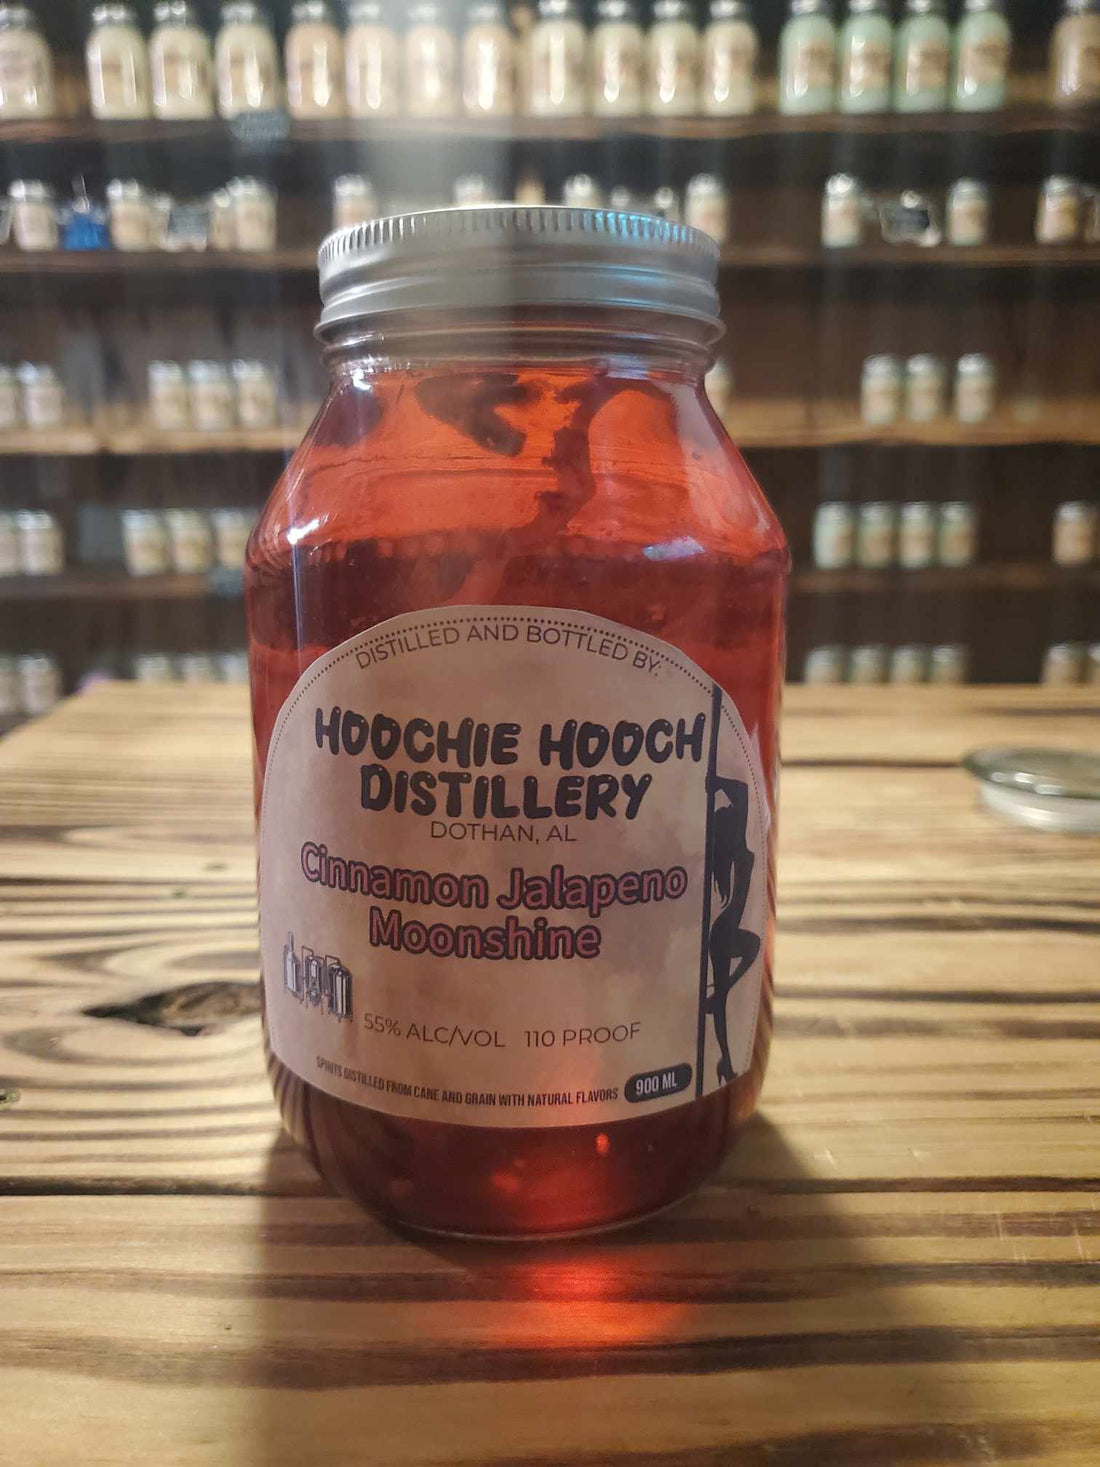 DISTILLED AND BOTTLED BY:
HOOCHIE HOOCH
DISTILLERY
DOTHAN, AL
Cinnamon Jalapeno
Moonshine
55% ALC/VOL 110 PROOF
SPIRITS DISTILLED FROM CANE AND GRAIN WITH NATURAL FLAVORS
900 ML